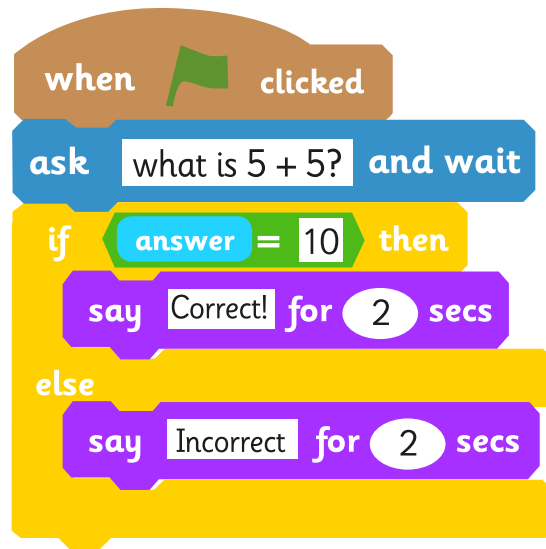 when clicked
ask what is 5 + 5? and wait
if answer = 10 then
say Correct! for 2 secs
else
say Incorrect for 2 secs